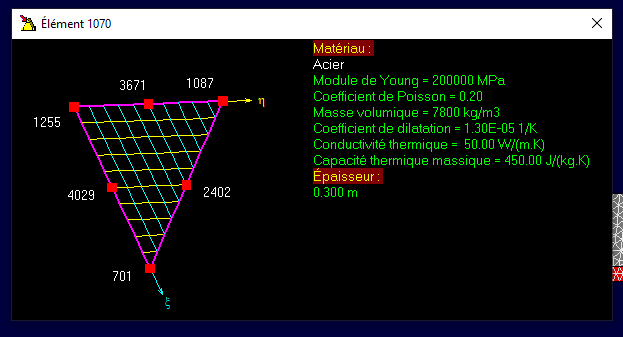 Élément 1070
3671
1087
η
1255
4029
2402
701
ξ
Matériau :
Acier
Module de Young = 200000 MPa
Coefficient de Poisson = 0.20
Masse volumique = 7800 kg/m3
Coefficient de dilatation = 1.30E-05 1/K
Conductivité thermique = 50.00 W/(m.K)
Capacité thermique massique = 450.00 J/(kg.K)
Épaisseur :
0.300 m